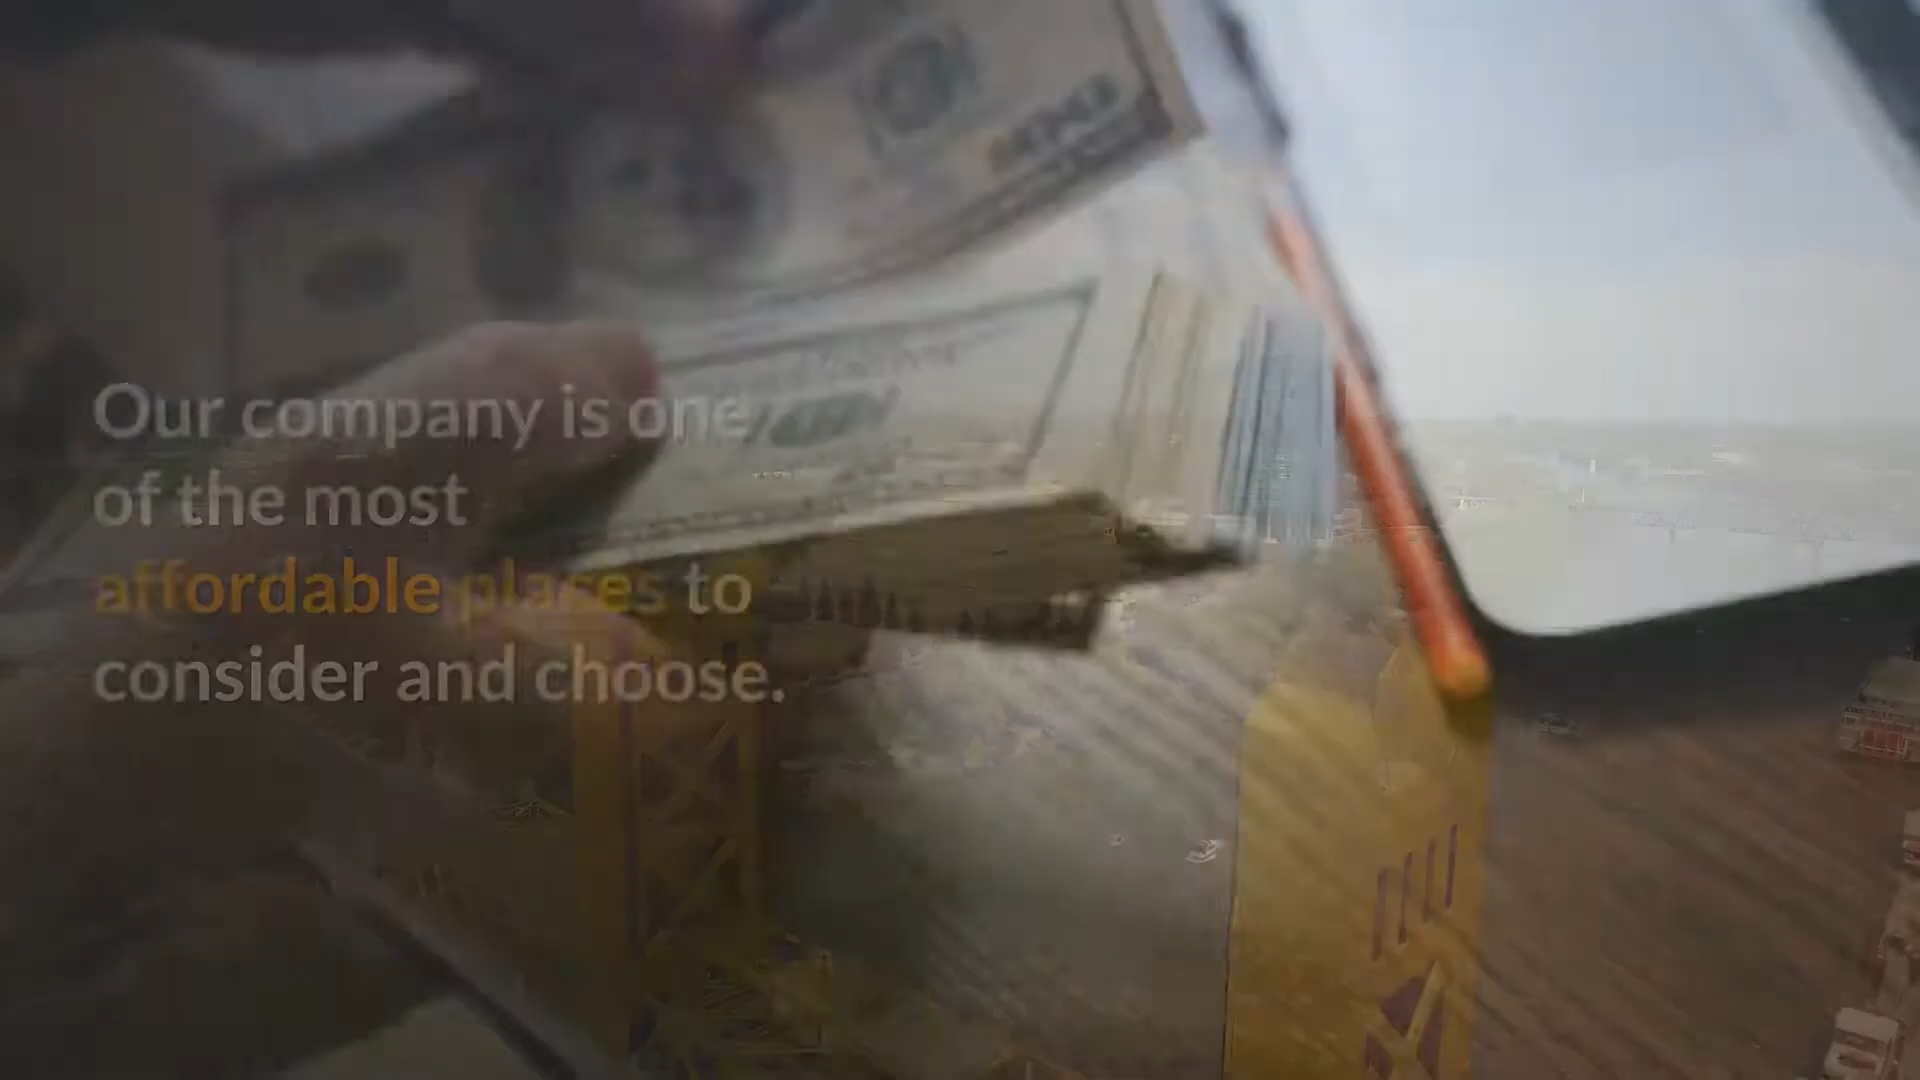 Our company is one
of the most
affordable places to
consider and choose.